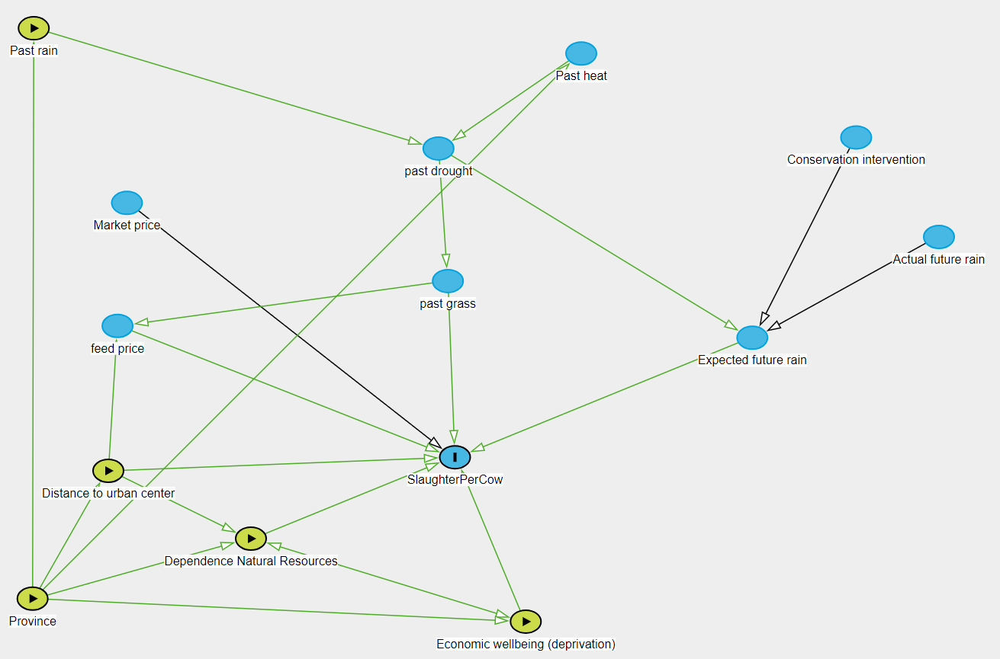 Past rain
Past heat
Conservation intervention
past drought
Market price
Actual future rain
past grass
feed price
Expected future rain
SlaughterPerCow
Distance to urban center
Dependence Natural Resources
Province
Economic wellbeing (deprivation)